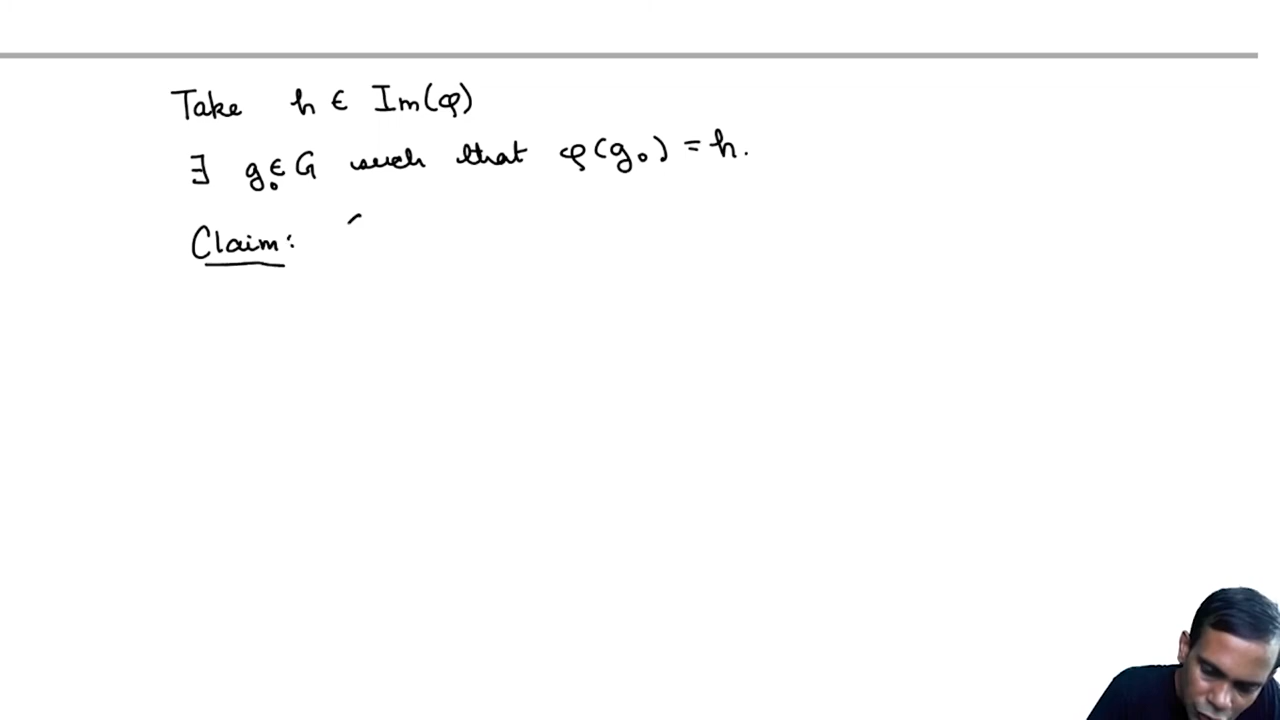 Take h ∈ Im(φ)
∃ g₀ ∈ G such that φ(g₀) = h.
Claim: